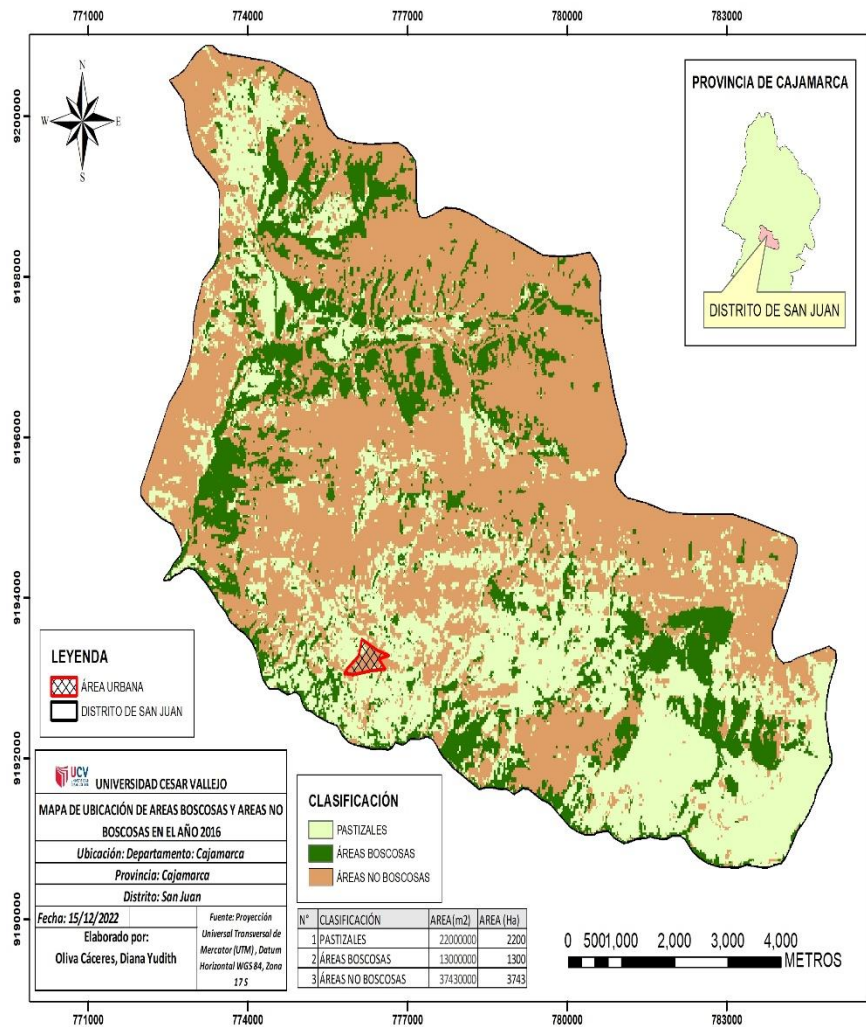 771000 774000 777000 780000 783000
9200000
9198000
9196000
9194000
9192000
9190000
N
W E
S
PROVINCIA DE CAJAMARCA
DISTRITO DE SAN JUAN
LEYENDA
ÁREA URBANA
DISTRITO DE SAN JUAN
UCV
UNIVERSIDAD CESAR VALLEJO
MAPA DE UBICACIÓN DE AREAS BOSCOSAS Y AREAS NO
BOSCOSAS EN EL AÑO 2016
Ubicación: Departamento: Cajamarca
Provincia: Cajamarca
Distrito: San Juan
Fecha: 15/12/2022
Elaborado por:
Oliva Cáceres, Diana Yudith
Fuente: Proyección
Universal Transversal de
Mercator (UTM) , Datum
Horizontal WGS 84, Zona
17 S
CLASIFICACIÓN
PASTIZALES
ÁREAS BOSCOSAS
ÁREAS NO BOSCOSAS
N° CLASIFICACIÓN AREA(m2) AREA (Ha)
1 PASTIZALES 22000000 2200
2 ÁREAS BOSCOSAS 13000000 1300
3 ÁREAS NO BOSCOSAS 37430000 3743
0 5001,000 2,000 3,000 4,000
METROS
771000 774000 777000 780000 783000